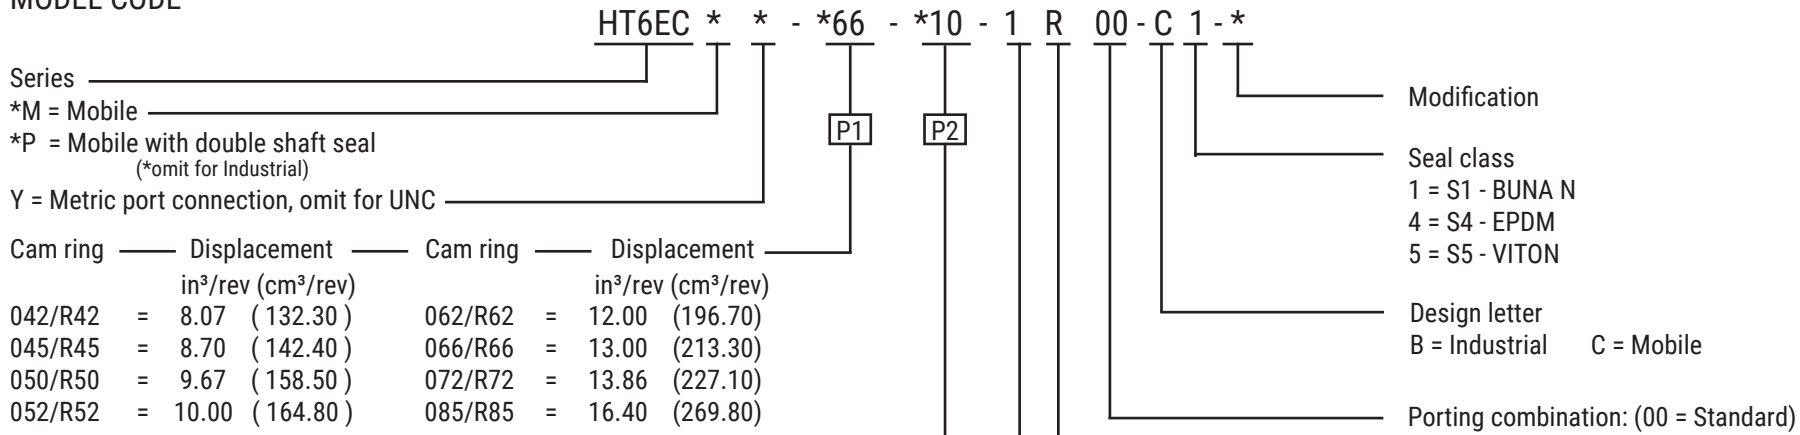 MODEL CODE
HT6EC * * - *66 - *10 - 1 R 00 - C 1 - *
Series
*M = Mobile
*P = Mobile with double shaft seal
(*omit for Industrial)
Y = Metric port connection, omit for UNC
P1 P2
Cam ring Displacement Cam ring Displacement
in³/rev (cm³/rev) in³/rev (cm³/rev)
042/R42 = 8.07 ( 132.30 ) 062/R62 = 12.00 (196.70)
045/R45 = 8.70 ( 142.40 ) 066/R66 = 13.00 (213.30)
050/R50 = 9.67 ( 158.50 ) 072/R72 = 13.86 (227.10)
052/R52 = 10.00 ( 164.80 ) 085/R85 = 16.40 (269.80)
Modification
Seal class
1 = S1 - BUNA N
4 = S4 - EPDM
5 = S5 - VITON
Design letter
B = Industrial C = Mobile
Porting combination: (00 = Standard)